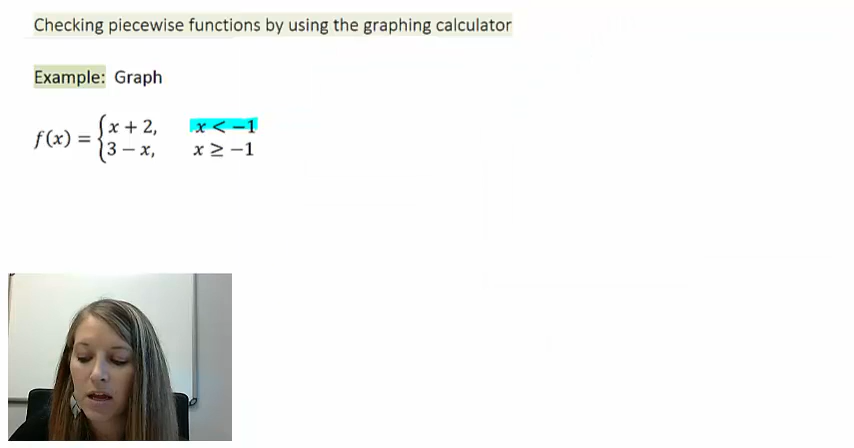 Checking piecewise functions by using the graphing calculator
Example: Graph
f(x) = { x + 2, x < −1
3 − x, x ≥ −1